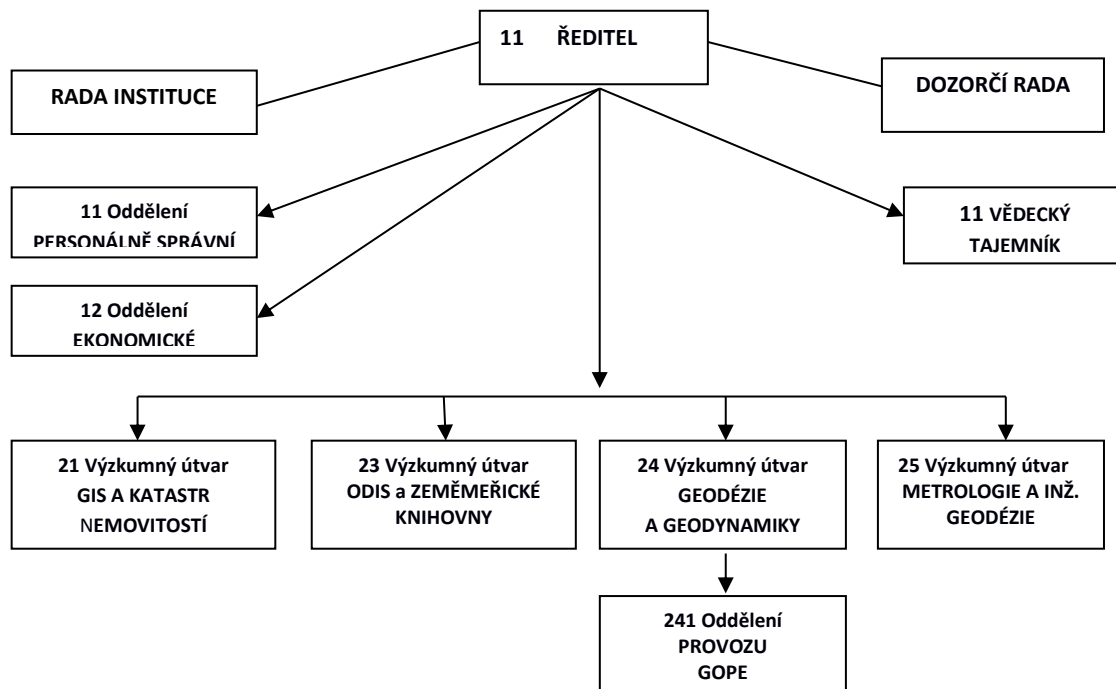 11 ŘEDITEL
RADA INSTITUCE
DOZORČÍ RADA
11 Oddělení
PERSONÁLNĚ SPRÁVNÍ
11 VĚDECKÝ
TAJEMNÍK
12 Oddělení
EKONOMICKÉ
21 Výzkumný útvar
GIS A KATASTR
NEMOVITOSTÍ
23 Výzkumný útvar
ODIS a ZEMĚMEŘICKÉ
KNIHOVNY
24 Výzkumný útvar
GEODÉZIE
A GEODYNAMIKY
25 Výzkumný útvar
METROLOGIE A INŽ.
GEODÉZIE
241 Oddělení
PROVOZU
GOPE